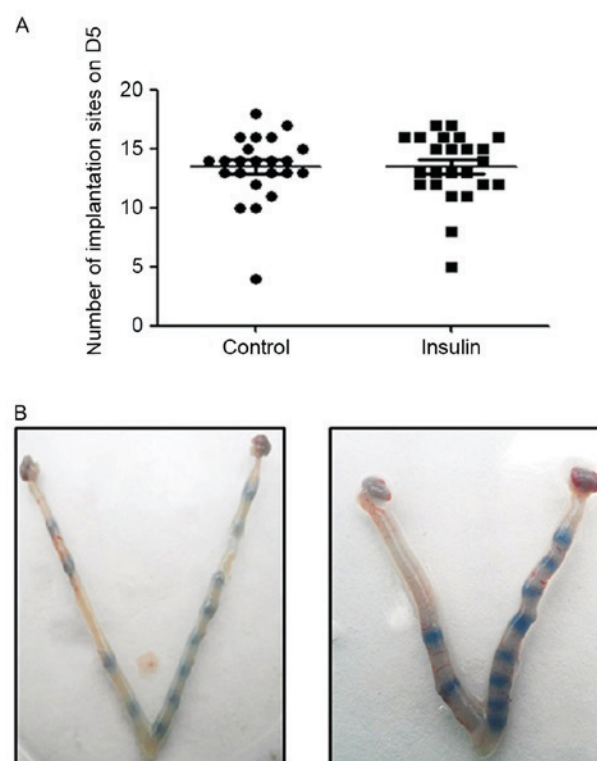 A
Number of implantation sites on D5
20
15
10
5
0
Control
Insulin
B